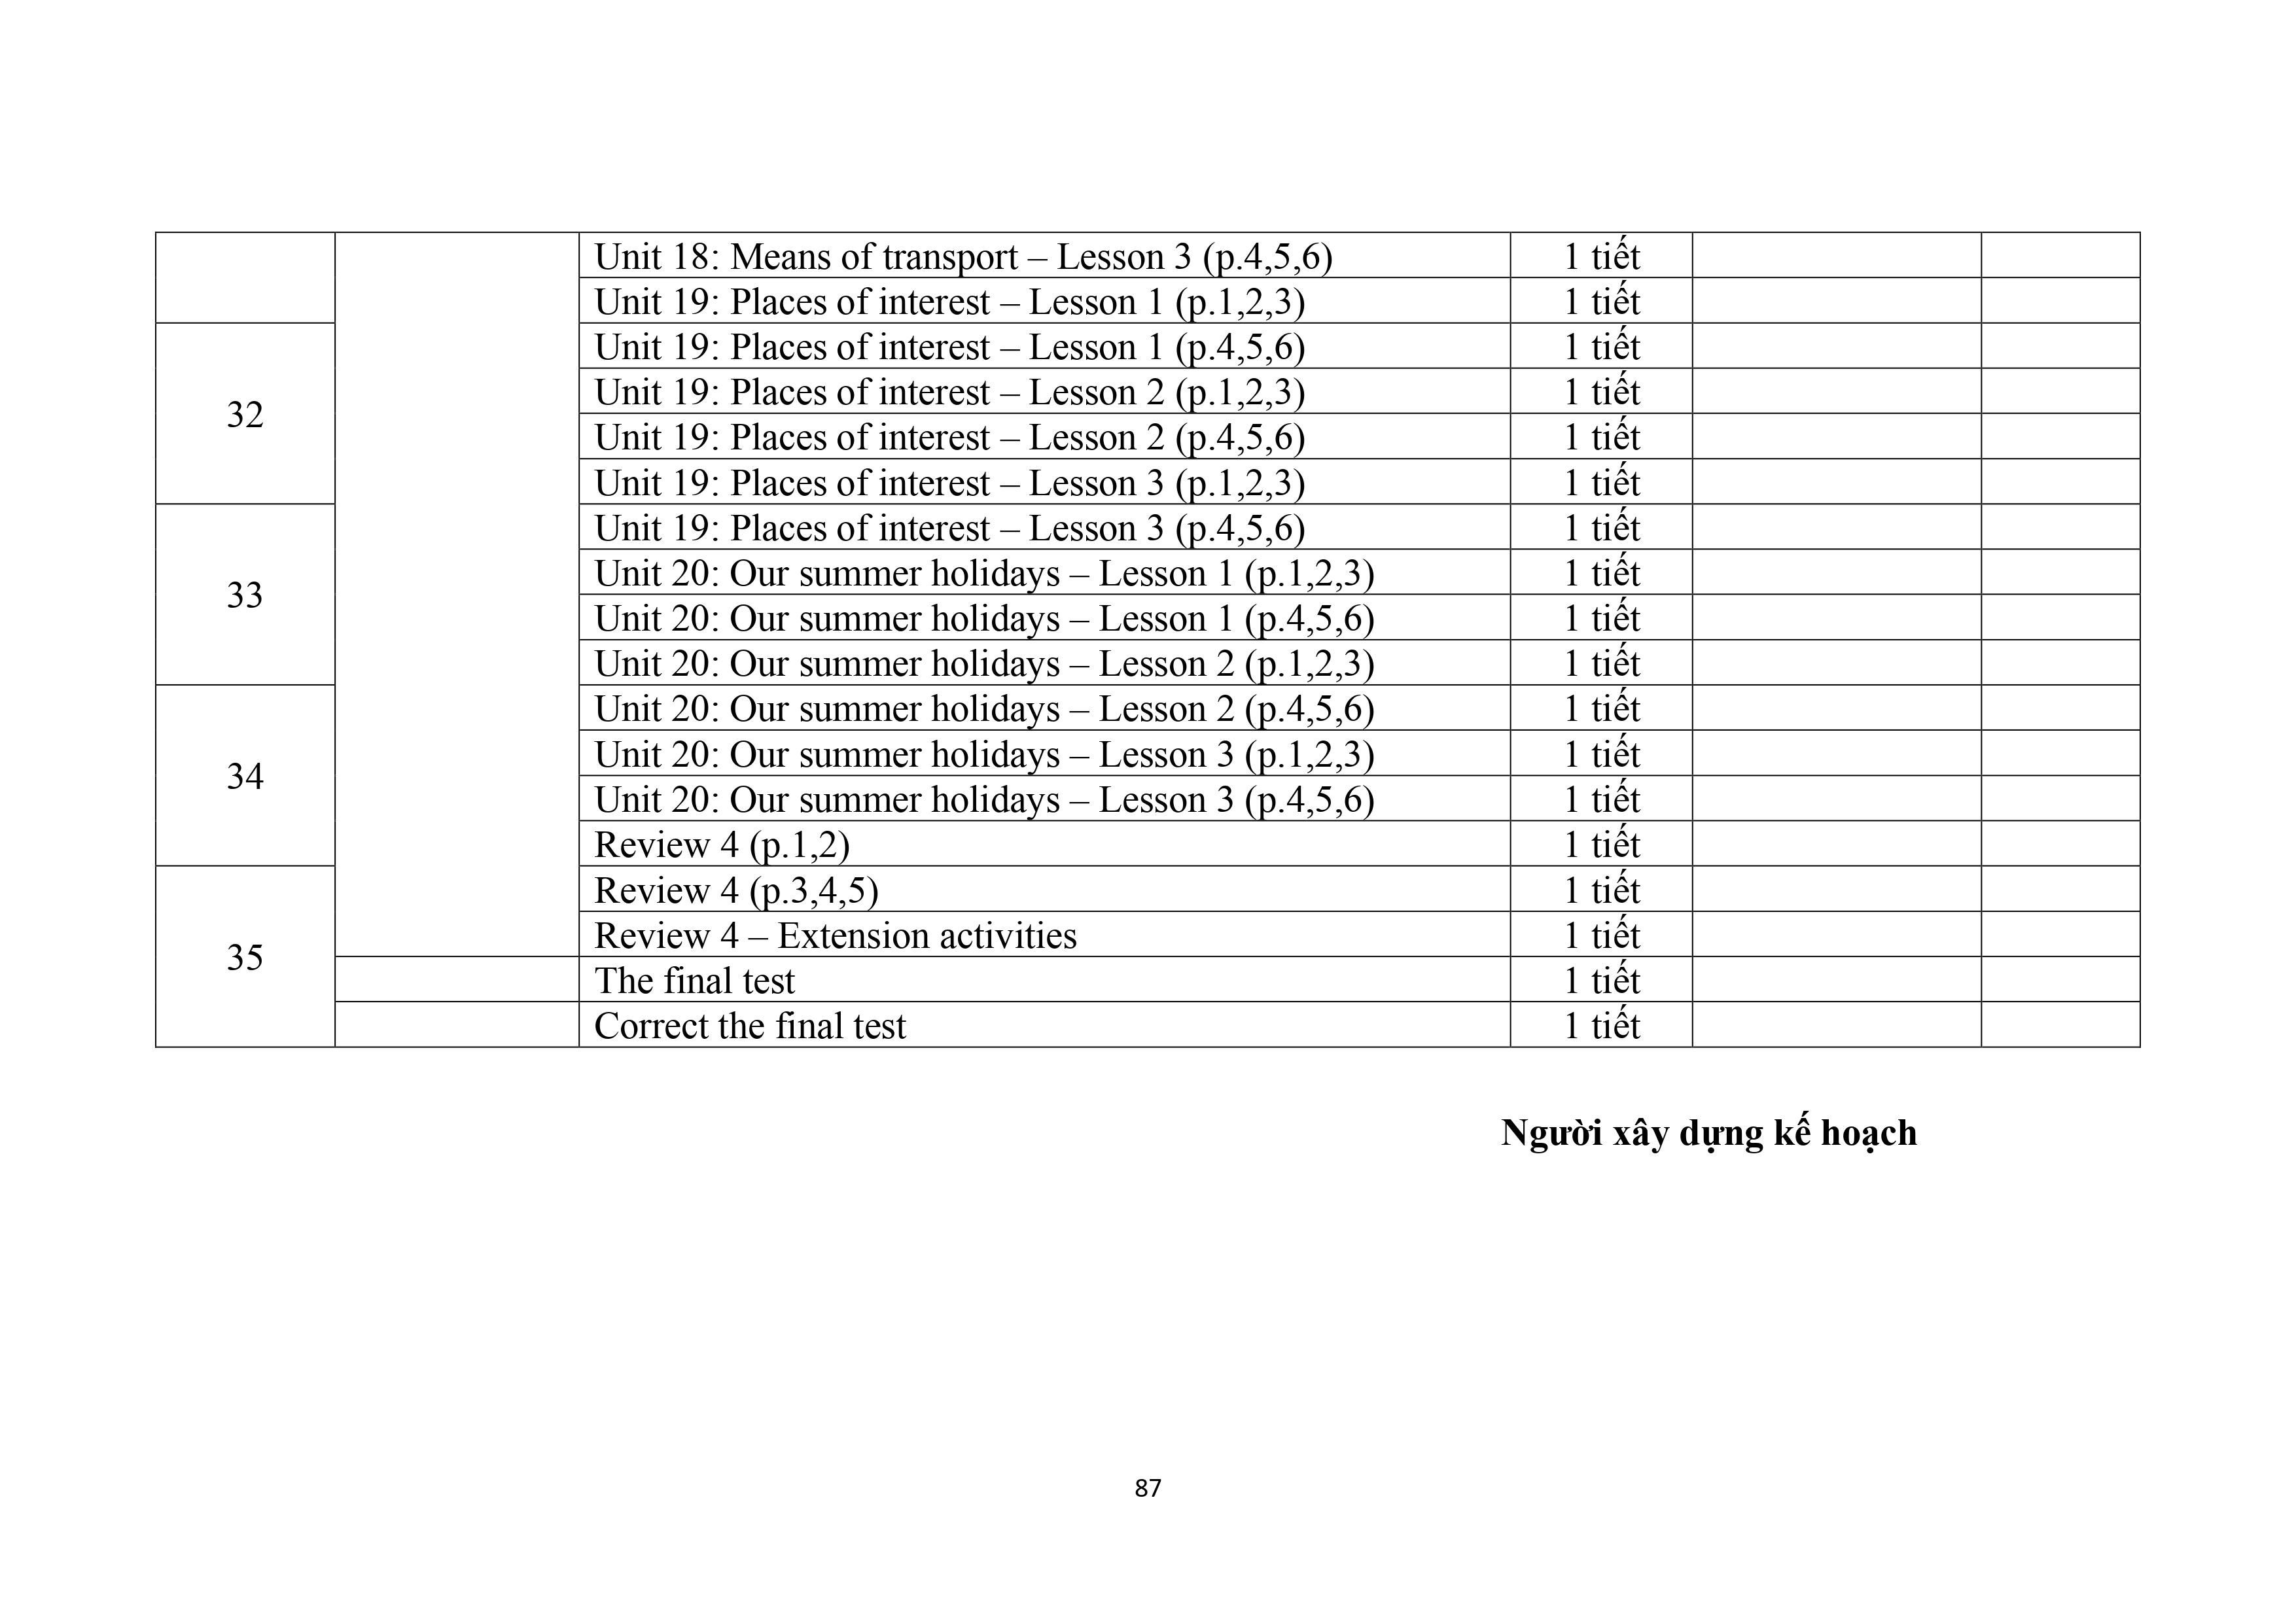 Unit 18: Means of transport – Lesson 3 (p.4,5,6) 1 tiết
Unit 19: Places of interest – Lesson 1 (p.1,2,3) 1 tiết
32
Unit 19: Places of interest – Lesson 1 (p.4,5,6) 1 tiết
Unit 19: Places of interest – Lesson 2 (p.1,2,3) 1 tiết
Unit 19: Places of interest – Lesson 2 (p.4,5,6) 1 tiết
Unit 19: Places of interest – Lesson 3 (p.1,2,3) 1 tiết
33
Unit 19: Places of interest – Lesson 3 (p.4,5,6) 1 tiết
Unit 20: Our summer holidays – Lesson 1 (p.1,2,3) 1 tiết
Unit 20: Our summer holidays – Lesson 1 (p.4,5,6) 1 tiết
Unit 20: Our summer holidays – Lesson 2 (p.1,2,3) 1 tiết
34
Unit 20: Our summer holidays – Lesson 2 (p.4,5,6) 1 tiết
Unit 20: Our summer holidays – Lesson 3 (p.1,2,3) 1 tiết
Unit 20: Our summer holidays – Lesson 3 (p.4,5,6) 1 tiết
Review 4 (p.1,2) 1 tiết
35
Review 4 (p.3,4,5) 1 tiết
Review 4 – Extension activities 1 tiết
The final test 1 tiết
Correct the final test 1 tiết
Người xây dựng kế hoạch
87